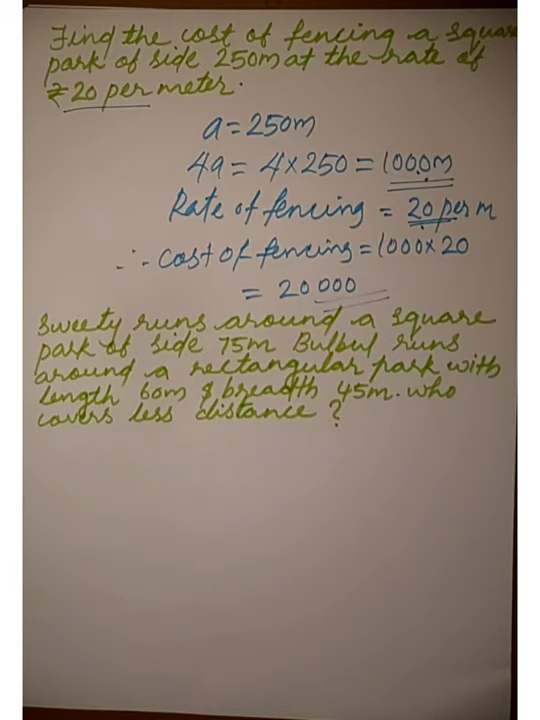 Find the cost of fencing a square
park of side 250m at the rate of
₹20 per meter.
a = 250m
4a = 4×250 = 1000m
Rate of fencing = 20 per m
∴ cost of fencing = 1000×20
= 20000
Sweety runs around a square
park of side 75m Bulbul runs
around a rectangular park with
length 60m & breadth 45m. who
covers less distance?